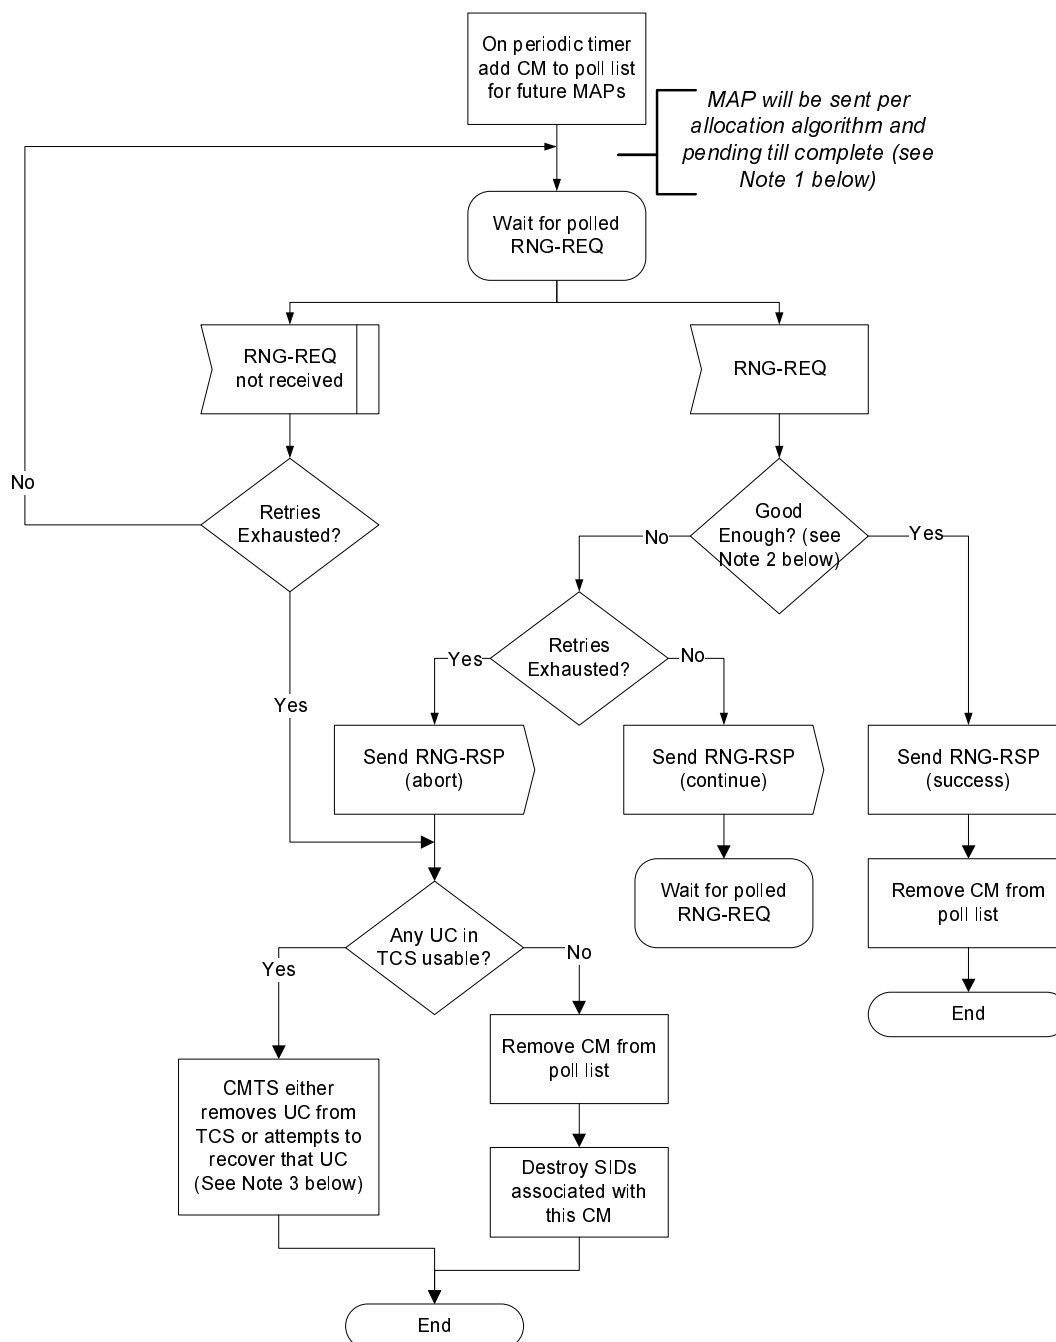 On periodic timer
add CM to poll list
for future MAPs
MAP will be sent per
allocation algorithm and
pending till complete (see
Note 1 below)
Wait for polled
RNG-REQ
RNG-REQ
not received
RNG-REQ
No
Retries
Exhausted?
Good
Enough? (see
Note 2 below)
No
Yes
Retries
Exhausted?
Yes
No
Yes
Send RNG-RSP
(abort)
Send RNG-RSP
(continue)
Send RNG-RSP
(success)
Wait for polled
RNG-REQ
Remove CM from
poll list
Any UC in
TCS usable?
Yes
No
End
Remove CM from
poll list
CMTS either
removes UC from
TCS or attempts to
recover that UC
(See Note 3 below)
Destroy SIDs
associated with
this CM
End